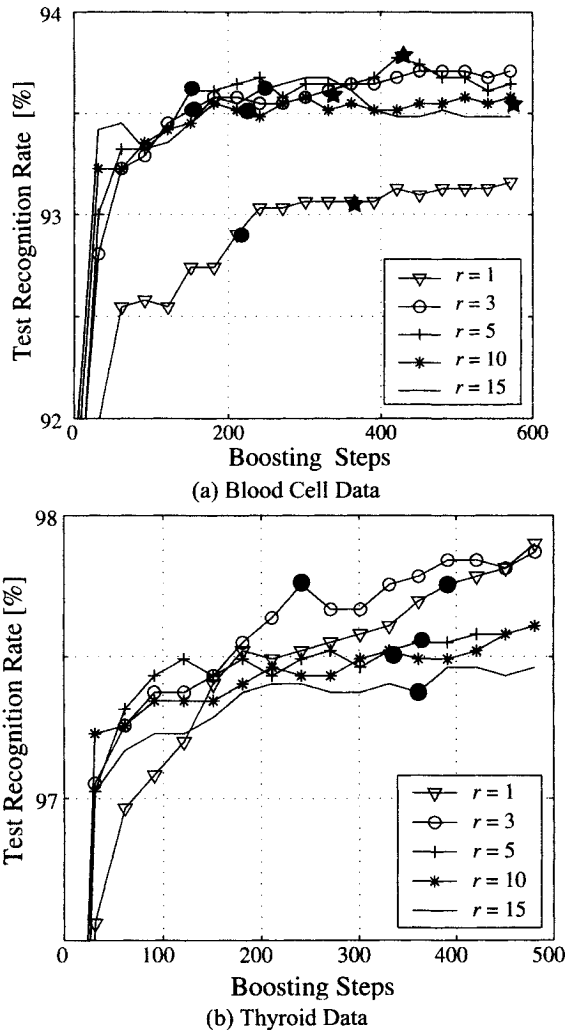 94
93
92
Test Recognition Rate [%]
r = 1
r = 3
r = 5
r = 10
r = 15
0
200
400
600
Boosting Steps
(a) Blood Cell Data
98
97
Test Recognition Rate [%]
r = 1
r = 3
r = 5
r = 10
r = 15
0
100
200
300
400
500
Boosting Steps
(b) Thyroid Data